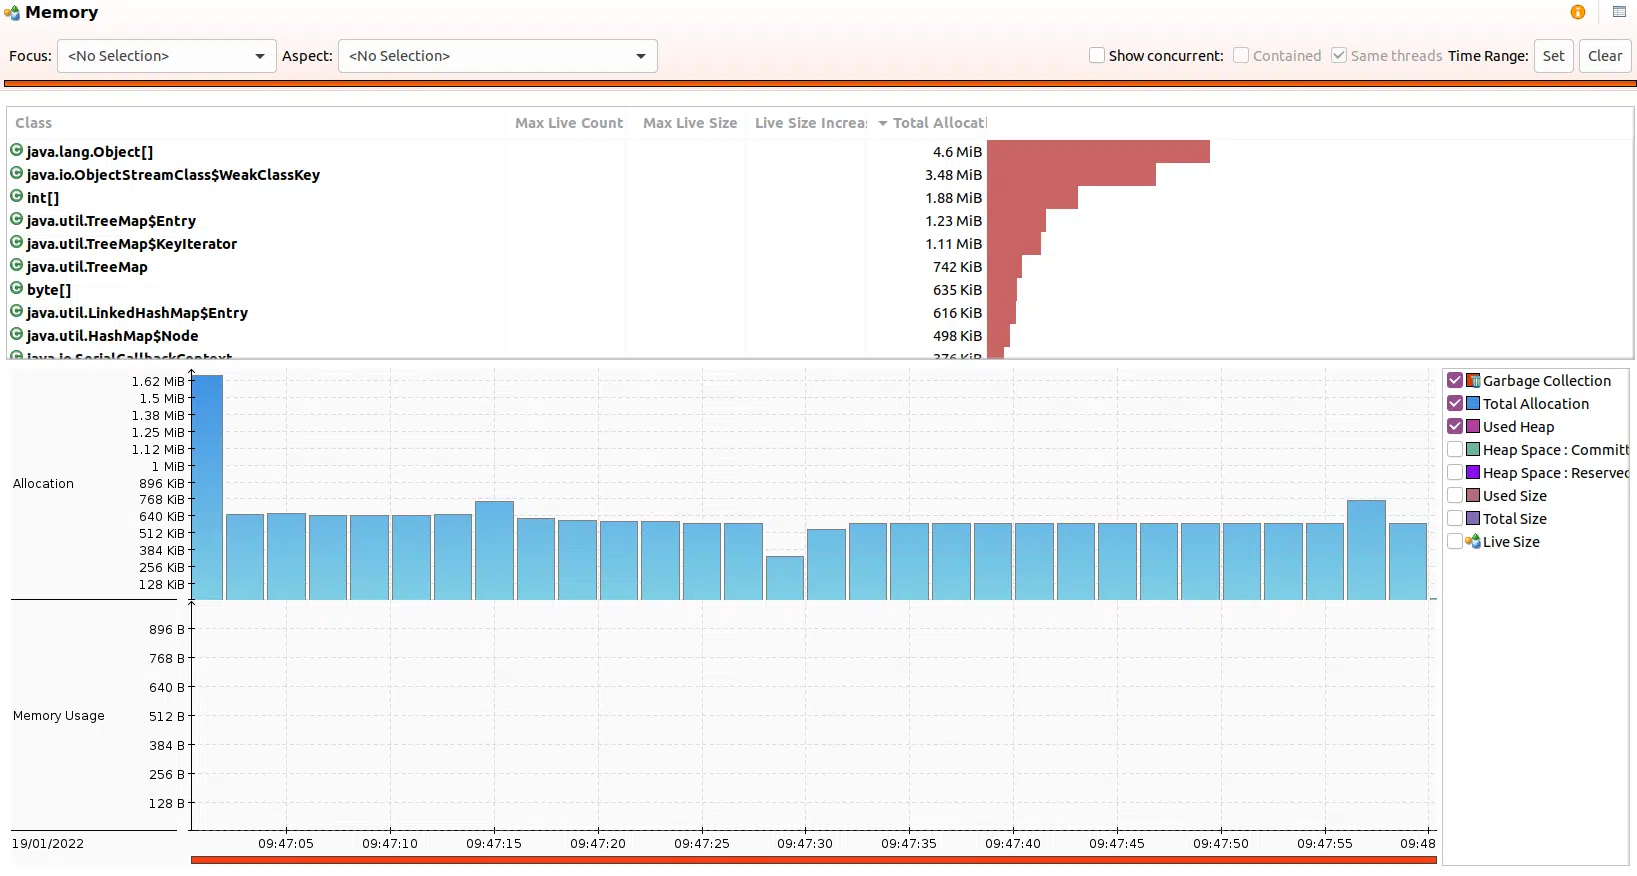 Memory
Focus: <No Selection> Aspect: <No Selection> Show concurrent: Contained Same threads Time Range: Set Clear
Class Max Live Count Max Live Size Live Size Increa Total Allocati
java.lang.Object[] 4.6 MiB
java.io.ObjectStreamClass$WeakClassKey 3.48 MiB
int[] 1.88 MiB
java.util.TreeMap$Entry 1.23 MiB
java.util.TreeMap$KeyIterator 1.11 MiB
java.util.TreeMap 742 KiB
byte[] 635 KiB
java.util.LinkedHashMap$Entry 616 KiB
java.util.HashMap$Node 498 KiB
java.io.SerialCallbackContext 376 KiB
Allocation
1.62 MiB
1.5 MiB
1.38 MiB
1.25 MiB
1.12 MiB
1 MiB
896 KiB
768 KiB
640 KiB
512 KiB
384 KiB
256 KiB
128 KiB
Memory Usage
896 B
768 B
640 B
512 B
384 B
256 B
128 B
19/01/2022 09:47:05 09:47:10 09:47:15 09:47:20 09:47:25 09:47:30 09:47:35 09:47:40 09:47:45 09:47:50 09:47:55 09:48
Garbage Collection
Total Allocation
Used Heap
Heap Space : Committ
Heap Space : Reserved
Used Size
Total Size
Live Size